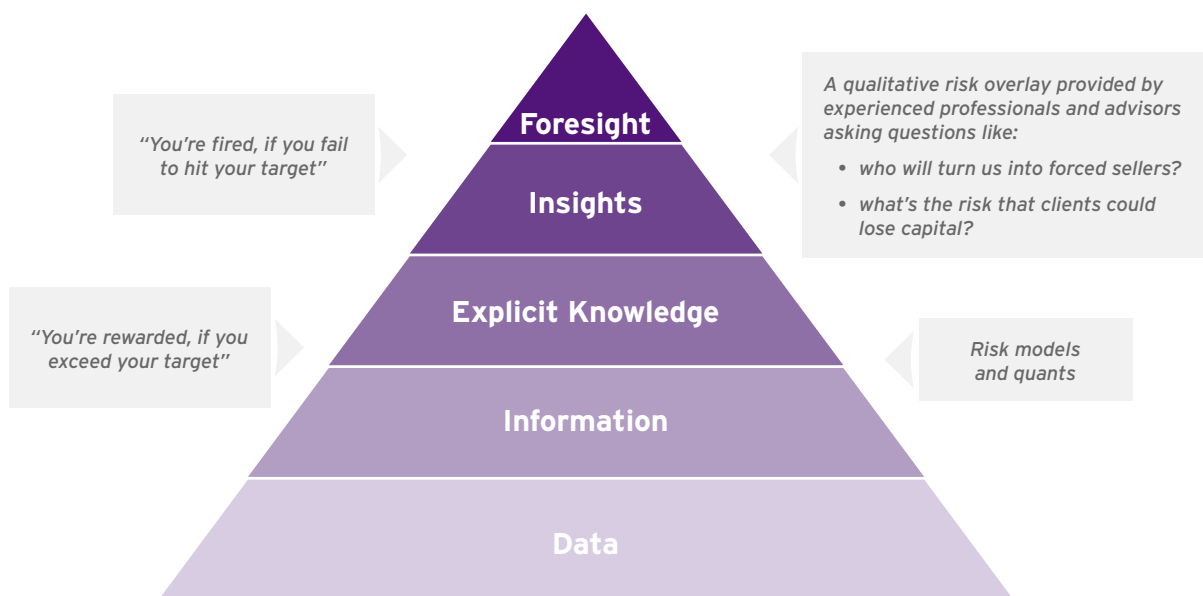 Foresight
Insights
Explicit Knowledge
Information
Data
“You’re fired, if you fail
to hit your target”
“You’re rewarded, if you
exceed your target”
A qualitative risk overlay provided by
experienced professionals and advisors
asking questions like:
• who will turn us into forced sellers?
• what’s the risk that clients could
lose capital?
Risk models
and quants